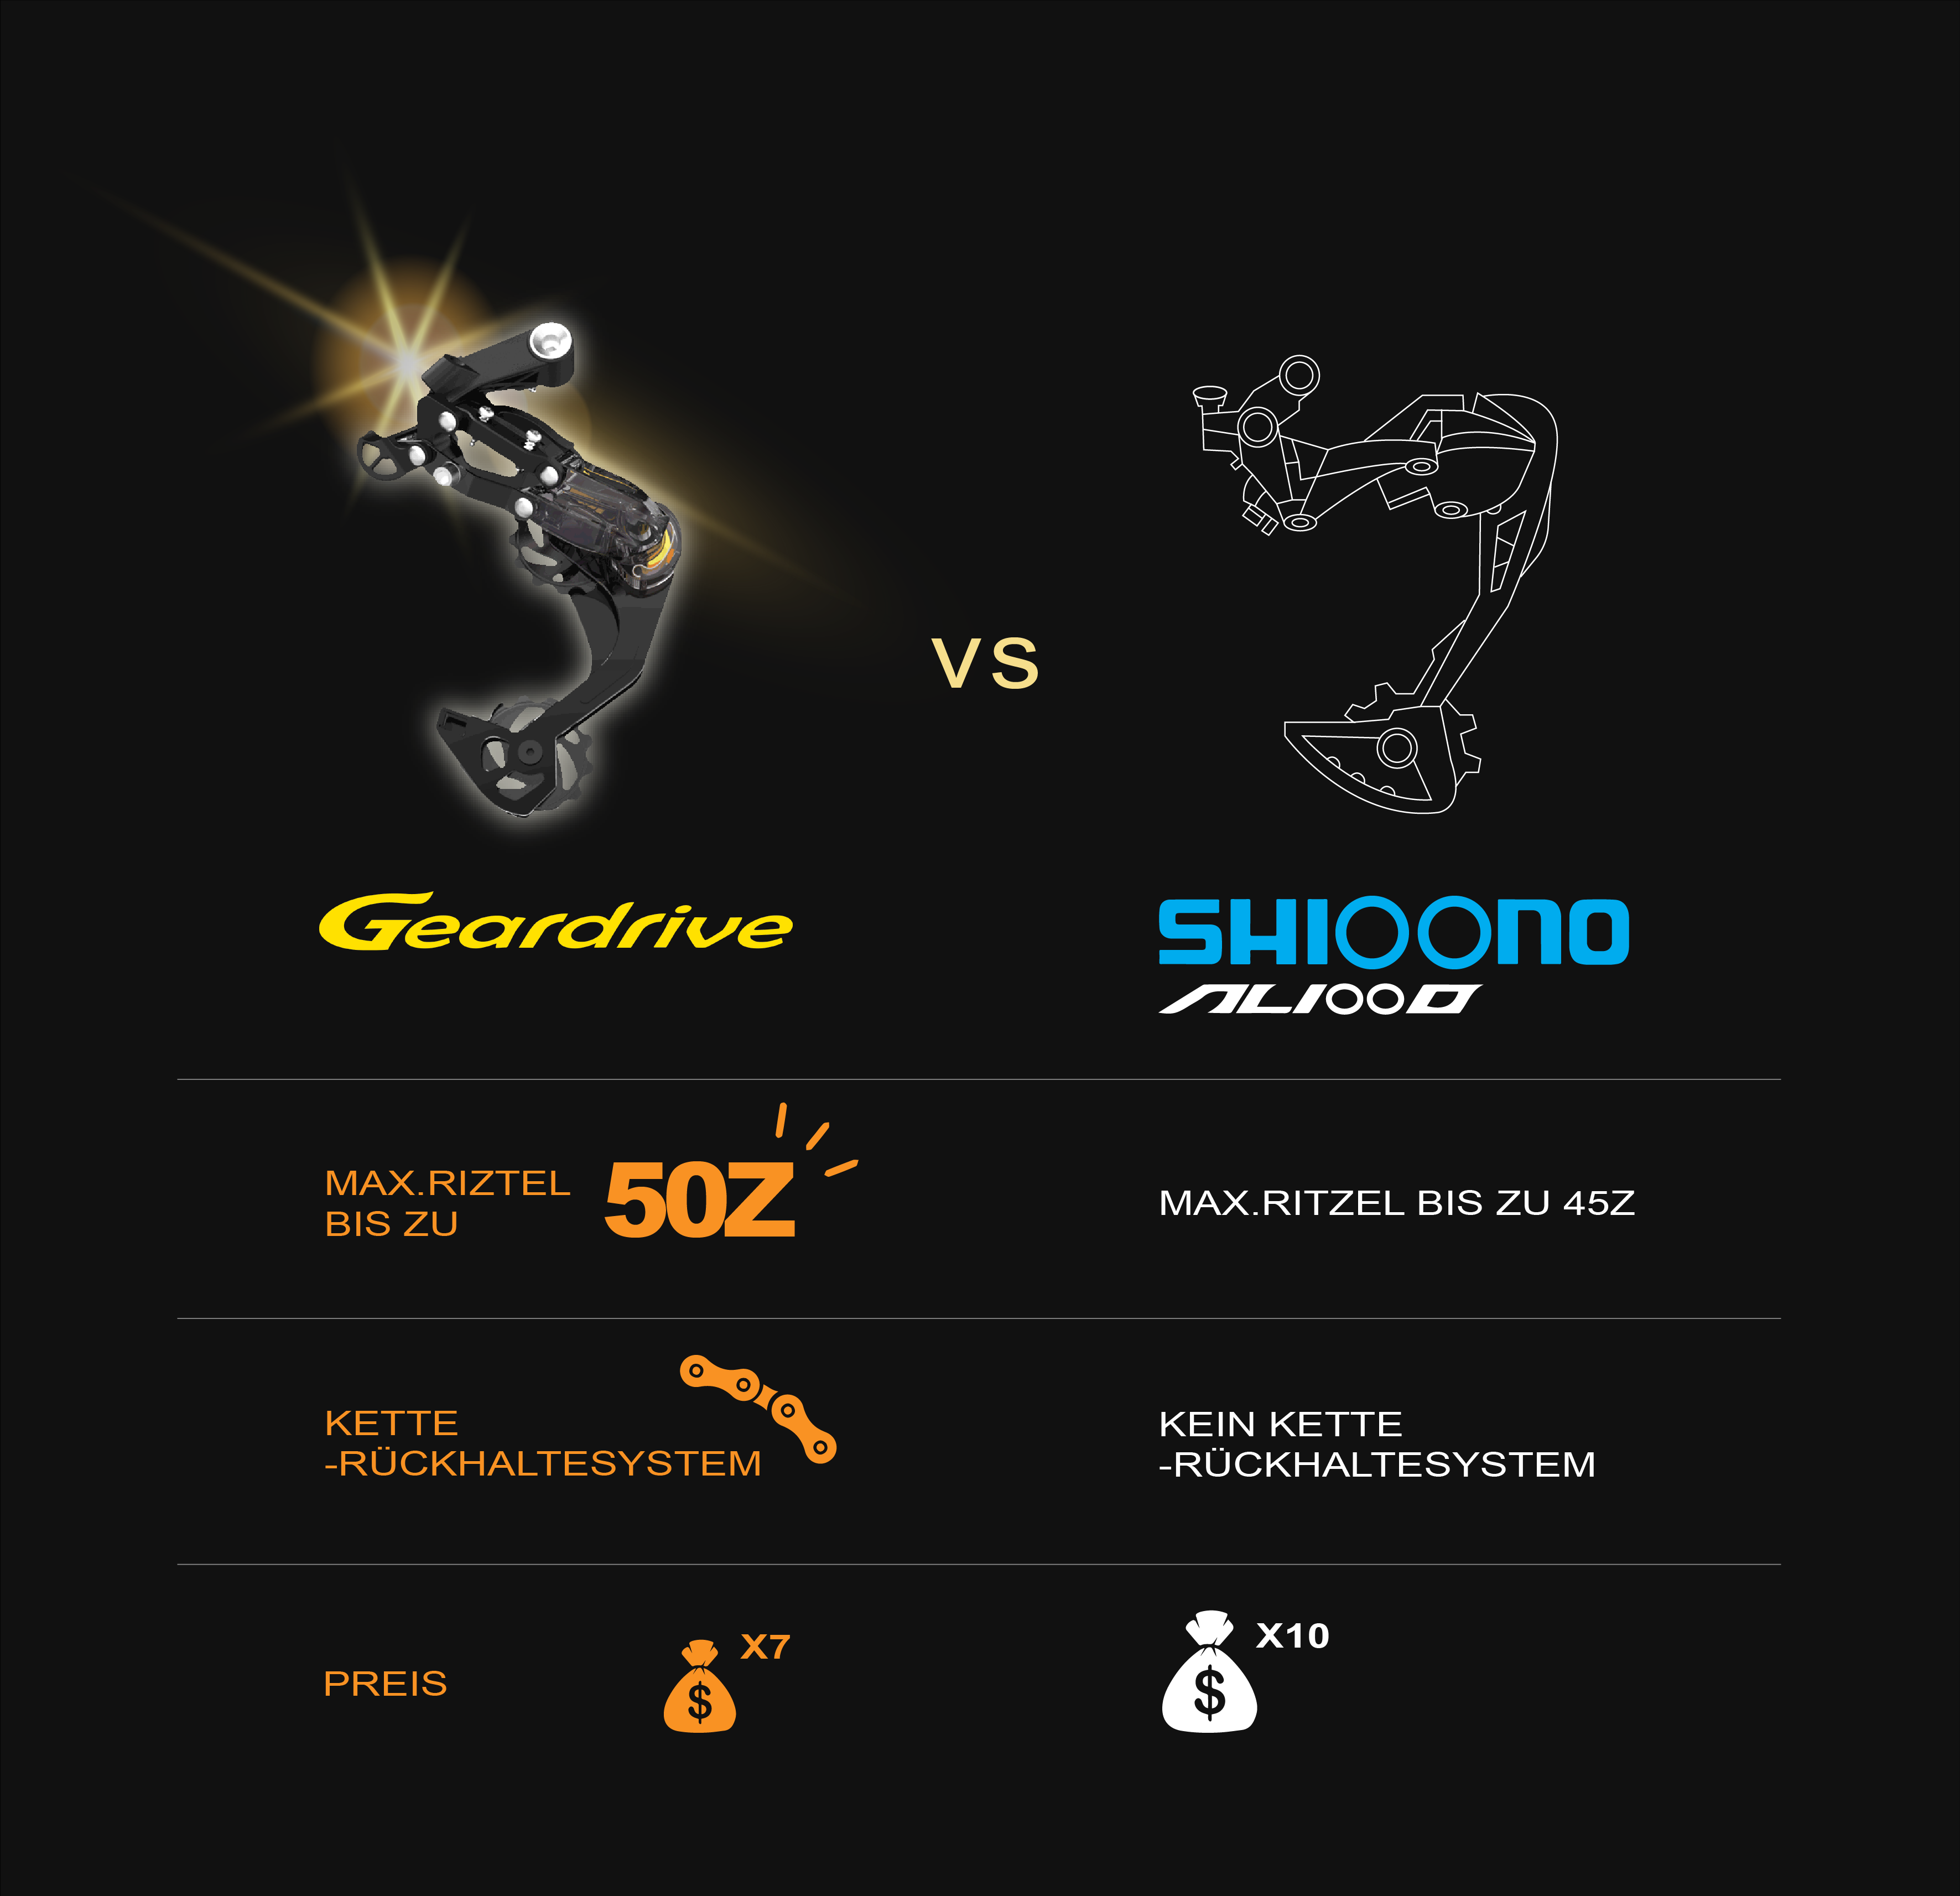 VS
Geardrive
SHIOONO
ALIOOO
MAX.RIZTEL
BIS ZU
50Z
MAX.RITZEL BIS ZU 45Z
KETTE
-RÜCKHALTESYSTEM
KEIN KETTE
-RÜCKHALTESYSTEM
PREIS
$
X7
$
X10